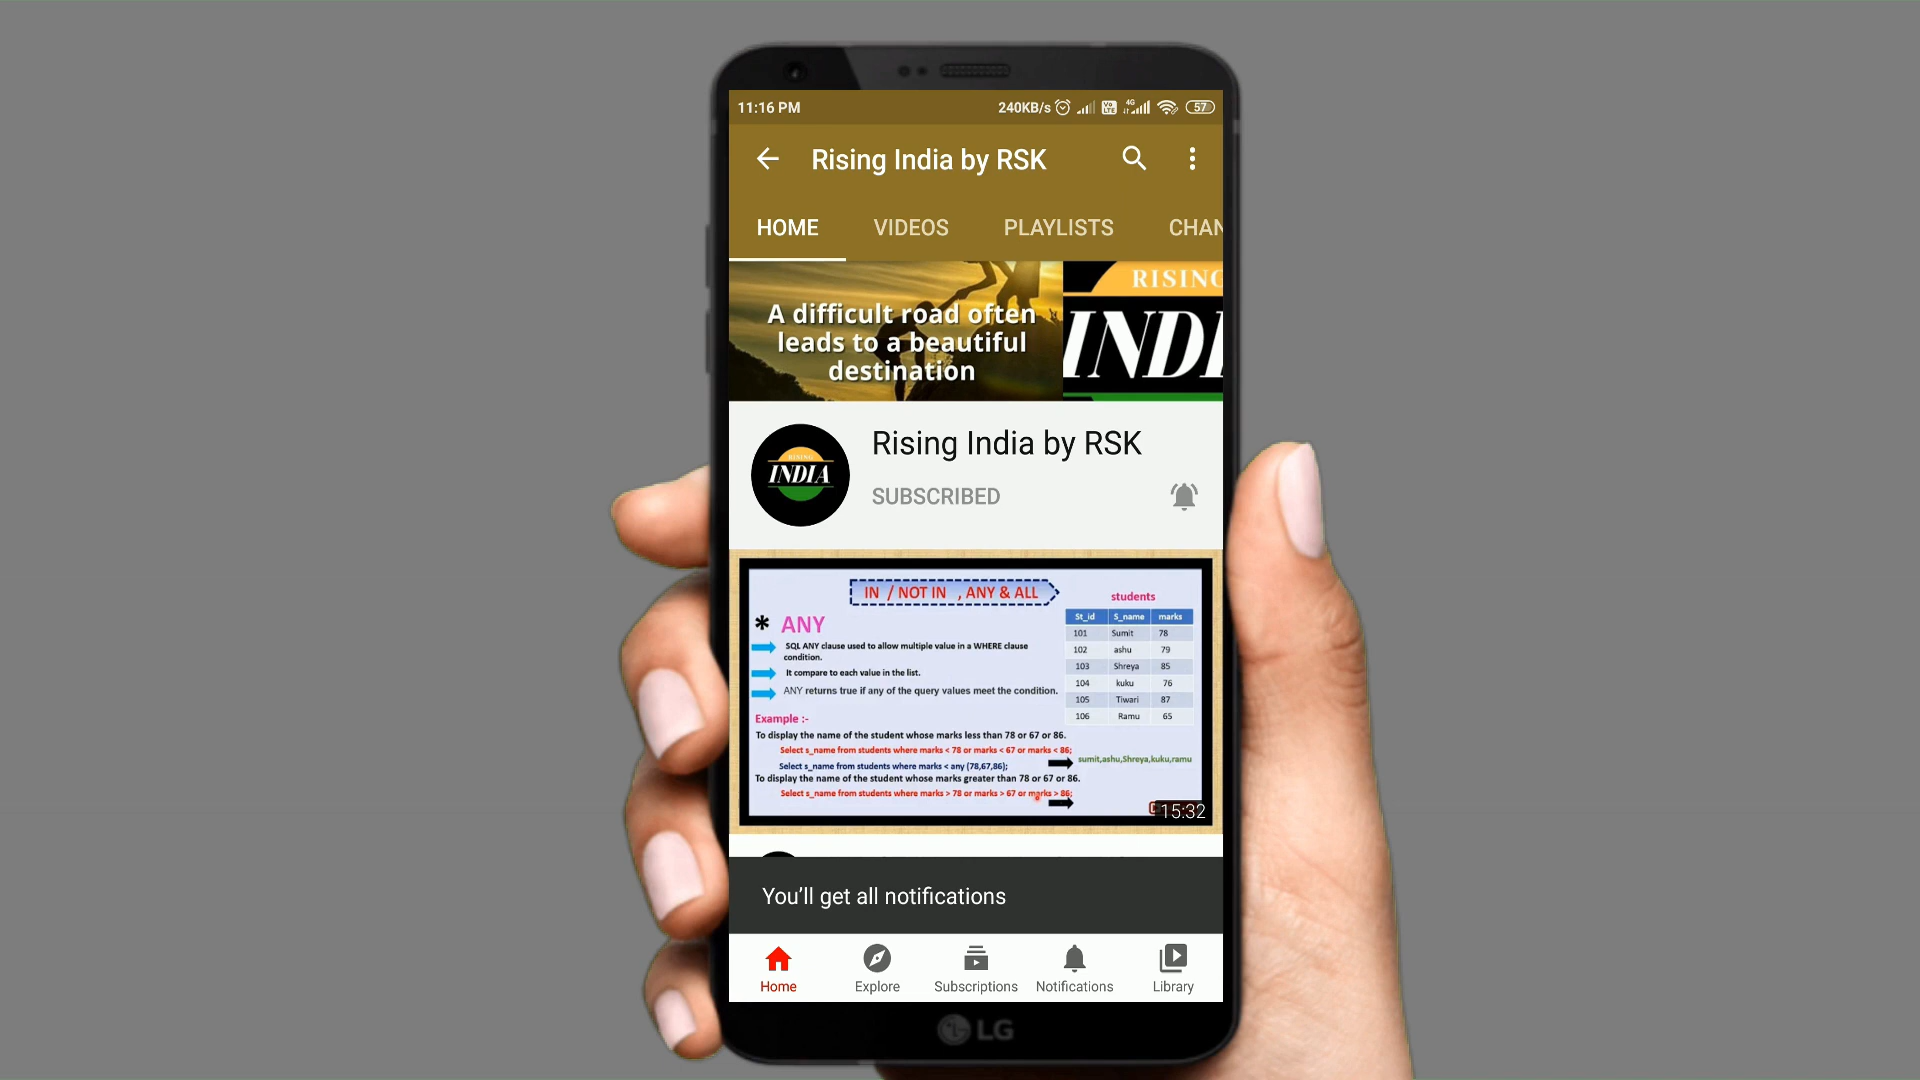 11:16 PM 240KB/s Vo LTE 4G 57
Rising India by RSK
HOME VIDEOS PLAYLISTS CHAN
A difficult road often
leads to a beautiful
destination
RISING
INDI
Rising India by RSK
SUBSCRIBED
RISING
INDIA
IN / NOT IN , ANY & ALL
* ANY
SQL ANY clause used to allow multiple value in a WHERE clause
condition.
It compare to each value in the list.
ANY returns true if any of the query values meet the condition.
students
St_id S_name marks
101 Sumit 78
102 ashu 79
103 Shreya 85
104 kuku 76
105 Tiwari 87
106 Ramu 65
Example :-
To display the name of the student whose marks less than 78 or 67 or 86.
Select s_name from students where marks < 78 or marks < 67 or marks < 86;
Select s_name from students where marks < any (78,67,86);
sumit,ashu,Shreya,kuku,ramu
To display the name of the student whose marks greater than 78 or 67 or 86.
Select s_name from students where marks > 78 or marks > 67 or marks > 86;
15:32
You'll get all notifications
Home Explore Subscriptions Notifications Library
LG